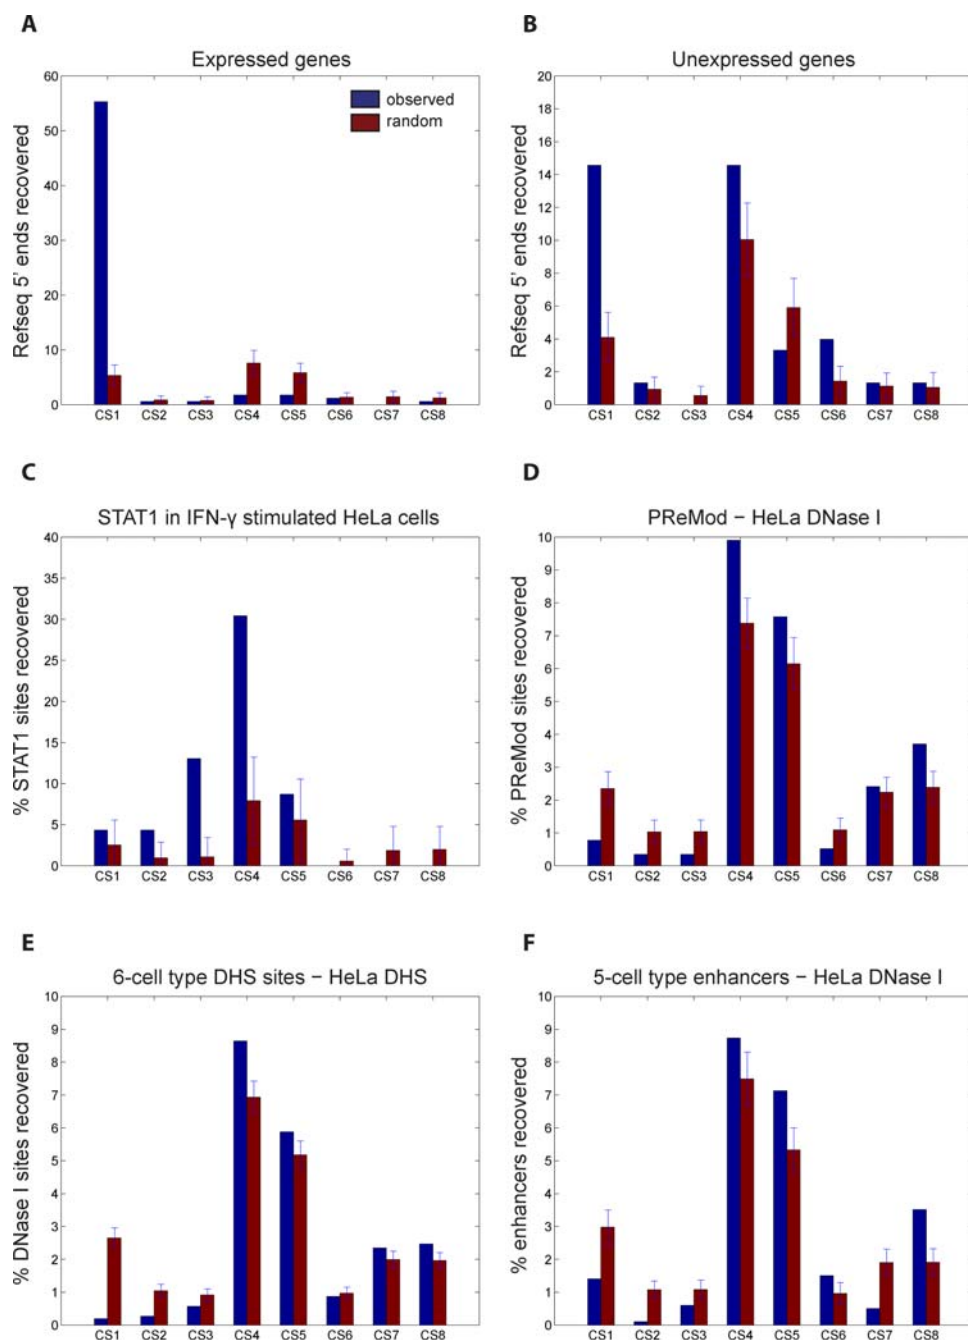 A
Expressed genes
Refseq 5' ends recovered
60
50
40
30
20
10
0
observed
random
CS1 CS2 CS3 CS4 CS5 CS6 CS7 CS8
B
Unexpressed genes
Refseq 5' ends recovered
20
18
16
14
12
10
8
6
4
2
0
CS1 CS2 CS3 CS4 CS5 CS6 CS7 CS8
C
STAT1 in IFN-γ stimulated HeLa cells
% STAT1 sites recovered
40
35
30
25
20
15
10
5
0
CS1 CS2 CS3 CS4 CS5 CS6 CS7 CS8
D
PReMod − HeLa DNase I
% PReMod sites recovered
10
9
8
7
6
5
4
3
2
1
0
CS1 CS2 CS3 CS4 CS5 CS6 CS7 CS8
E
6-cell type DHS sites − HeLa DHS
% DNase I sites recovered
10
9
8
7
6
5
4
3
2
1
0
CS1 CS2 CS3 CS4 CS5 CS6 CS7 CS8
F
5-cell type enhancers − HeLa DNase I
% enhancers recovered
10
9
8
7
6
5
4
3
2
1
0
CS1 CS2 CS3 CS4 CS5 CS6 CS7 CS8